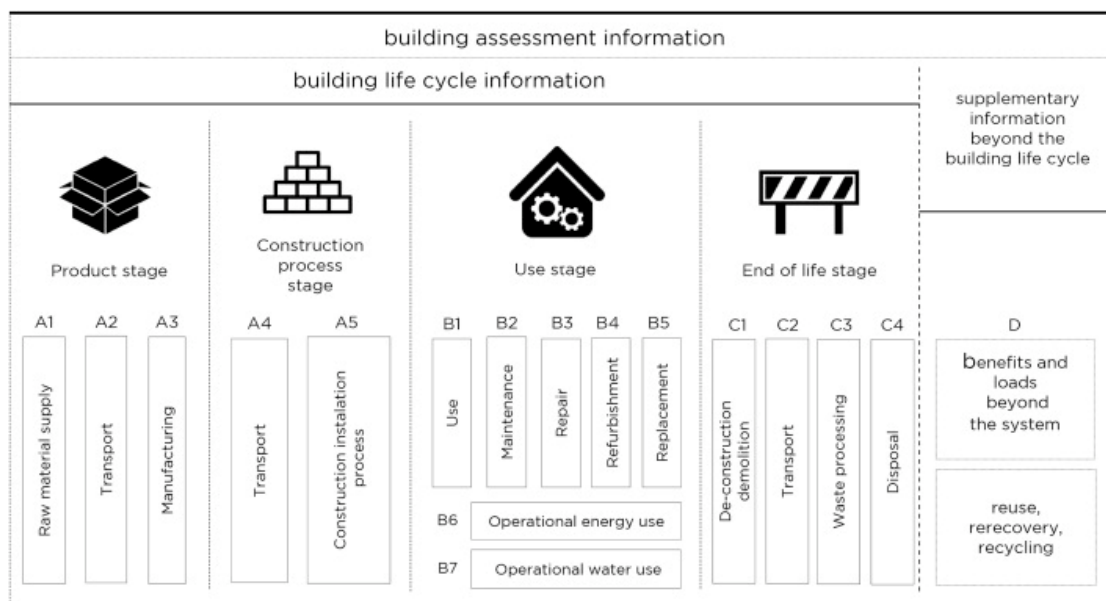 building assessment information
building life cycle information
supplementary
information
beyond the
building life cycle
Product stage
Construction
process
stage
Use stage
End of life stage
A1
A2
A3
A4
A5
B1
B2
B3
B4
B5
C1
C2
C3
C4
D
Raw material supply
Transport
Manufacturing
Transport
Construction instalation
process
Use
Maintenance
Repair
Refurbishment
Replacement
B6
Operational energy use
B7
Operational water use
De-construction
demolition
Transport
Waste processing
Disposal
benefits and
loads
beyond
the system
reuse,
rerecovery,
recycling